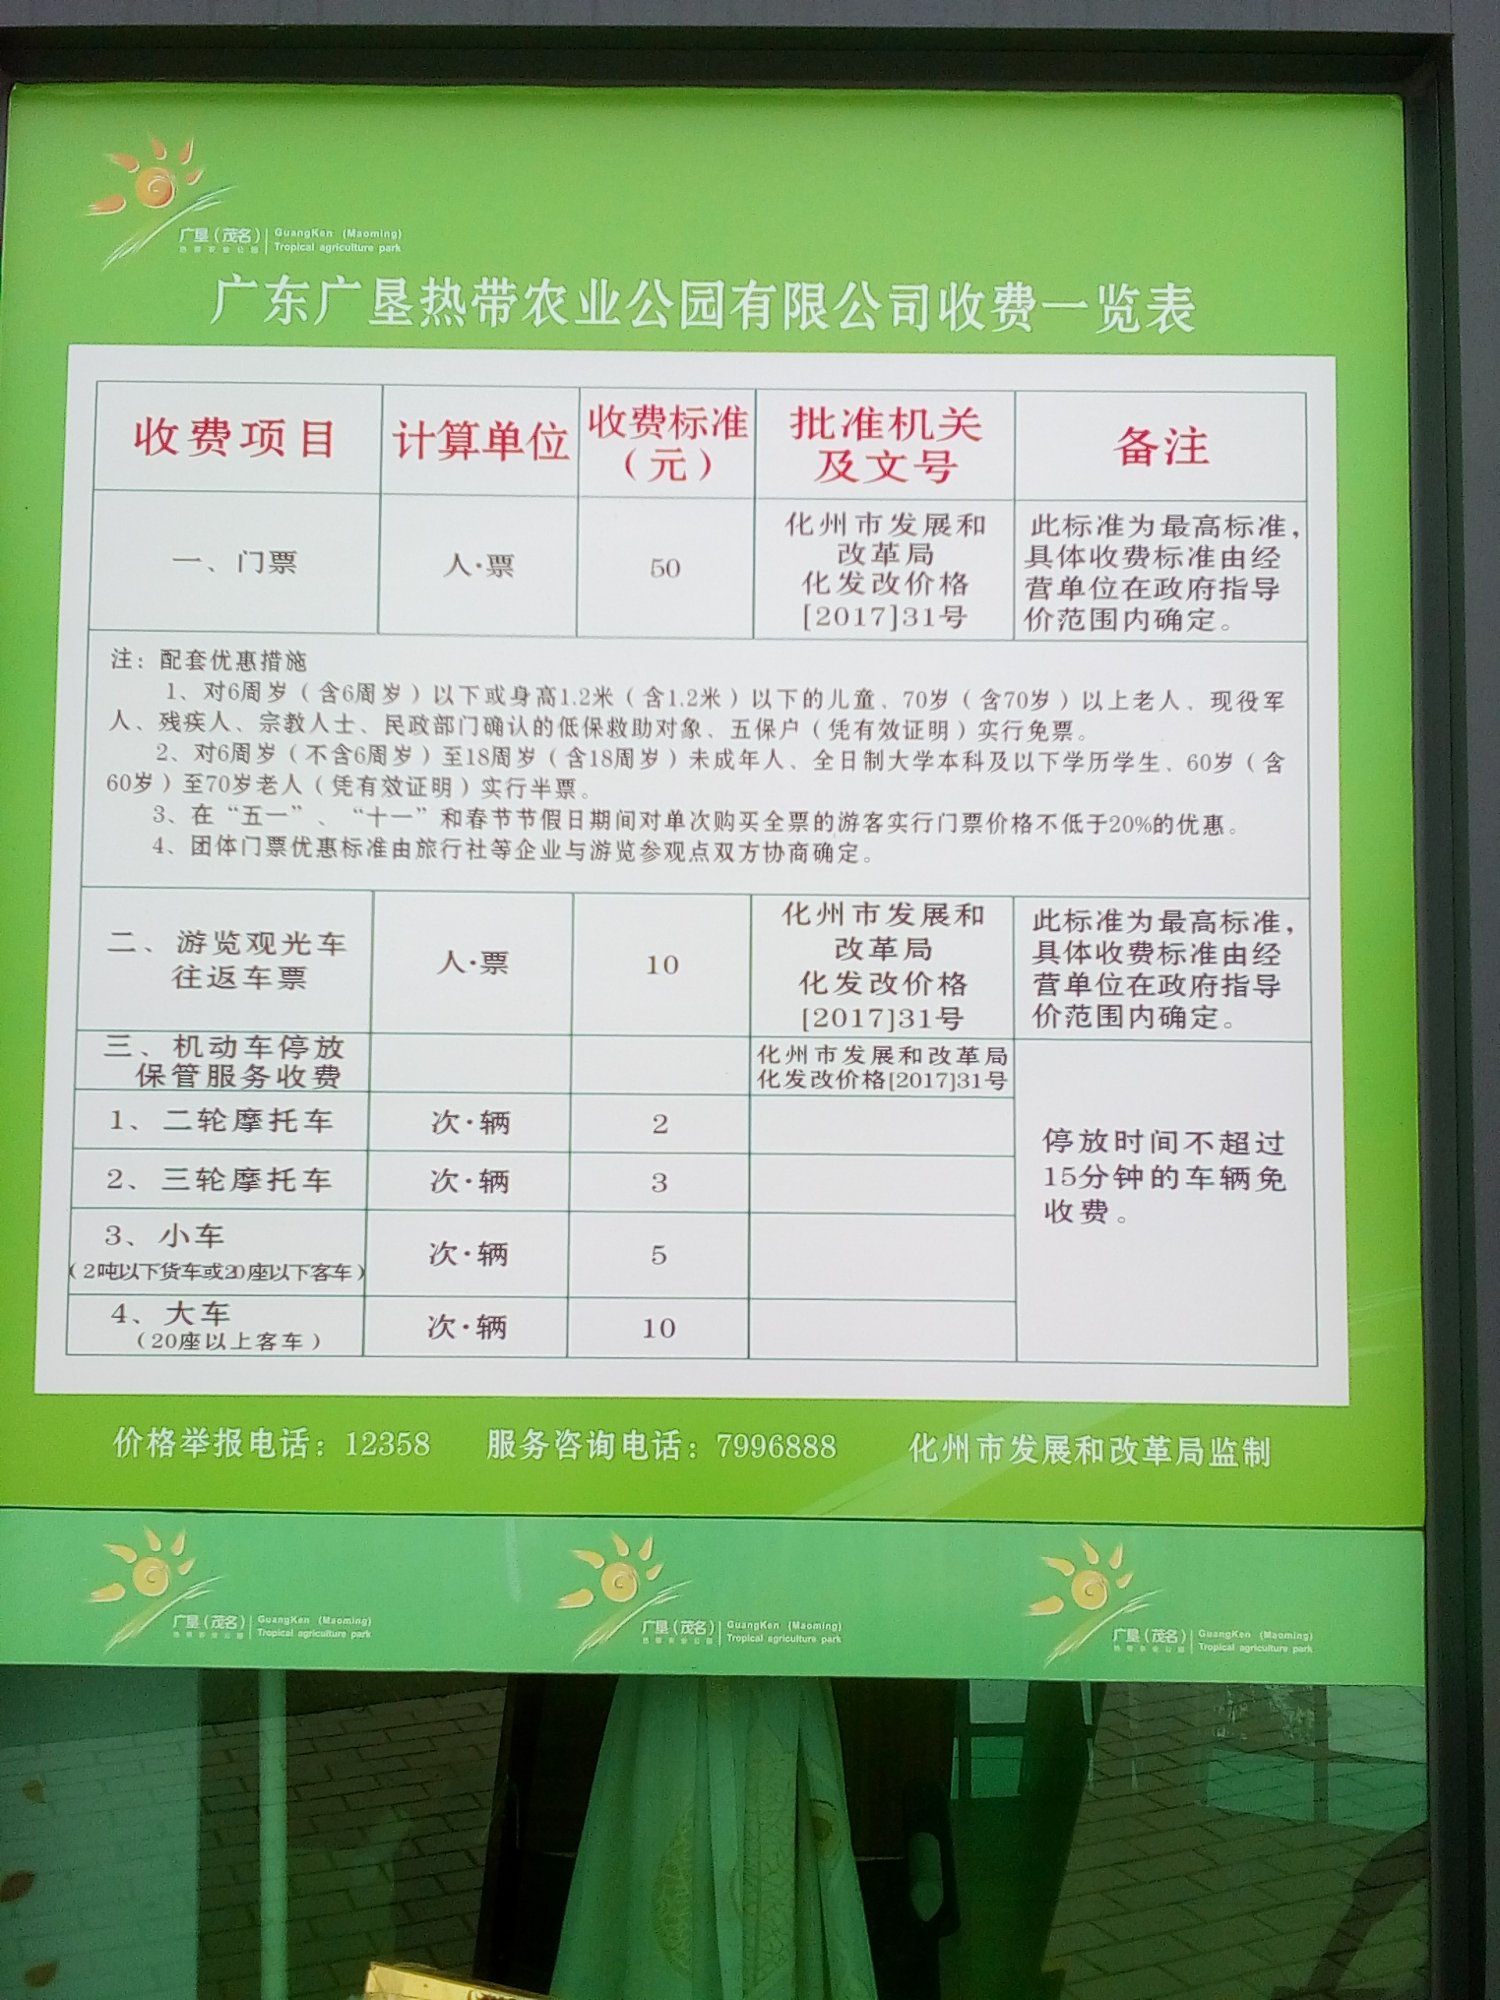 广垦（茂名）
热带农业公园
GuangKen (Maoming)
Tropical agriculture park
广东广垦热带农业公园有限公司收费一览表
收费项目
计算单位
收费标准
（元）
批准机关
及文号
备注
一、门票
人·票
50
化州市发展和
改革局
化发改价格
[2017]31号
此标准为最高标准，
具体收费标准由经
营单位在政府指导
价范围内确定。
注：配套优惠措施
1、对6周岁（含6周岁）以下或身高1.2米（含1.2米）以下的儿童、70岁（含70岁）以上老人、现役军
人、残疾人、宗教人士、民政部门确认的低保救助对象、五保户（凭有效证明）实行免票。
2、对6周岁（不含6周岁）至18周岁（含18周岁）未成年人、全日制大学本科及以下学历学生、60岁（含
60岁）至70岁老人（凭有效证明）实行半票。
3、在“五一”、“十一”和春节节假日期间对单次购买全票的游客实行门票价格不低于20%的优惠。
4、团体门票优惠标准由旅行社等企业与游览参观点双方协商确定。
二、游览观光车
往返车票
人·票
10
化州市发展和
改革局
化发改价格
[2017]31号
此标准为最高标准，
具体收费标准由经
营单位在政府指导
价范围内确定。
三、机动车停放
保管服务收费
化州市发展和改革局
化发改价格[2017]31号
1、二轮摩托车
次·辆
2
2、三轮摩托车
次·辆
3
3、小车
（2吨以下货车或20座以下客车）
次·辆
5
4、大车
（20座以上客车）
次·辆
10
停放时间不超过
15分钟的车辆免
收费。
价格举报电话：12358
服务咨询电话：7996888
化州市发展和改革局监制
广垦（茂名）
热带农业公园
GuangKen (Maoming)
Tropical agriculture park
广垦（茂名）
热带农业公园
GuangKen (Maoming)
Tropical agriculture park
广垦（茂名）
热带农业公园
GuangKen (Maoming)
Tropical agriculture park